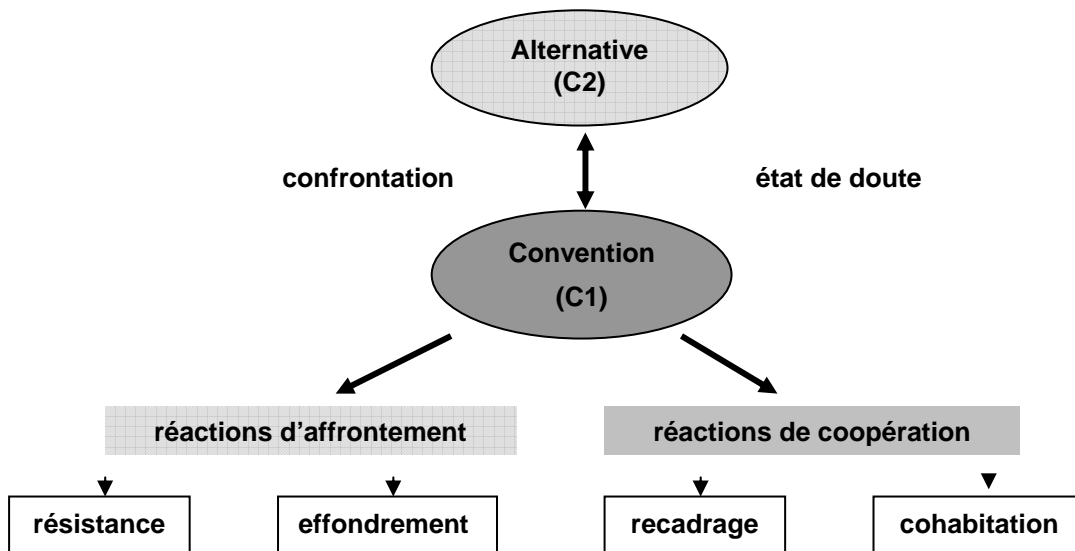 Alternative
(C2)
confrontation
état de doute
Convention
(C1)
réactions d'affrontement
réactions de coopération
résistance
effondrement
recadrage
cohabitation